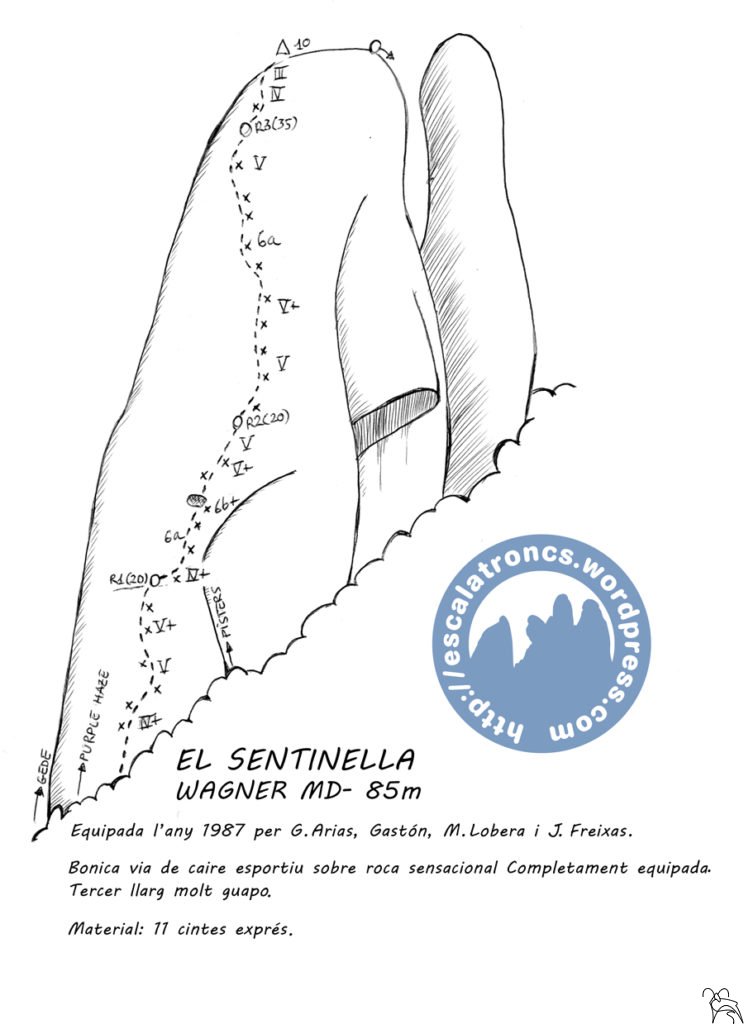 △ 10
III
IV
R3(35)
V
6a
V+
V
R2(20)
V
V+
6b+
6a
R1(20)
IV+
V+
V
IV+
PISTERS
PURPLE HAZE
GEDE
http://escalatroncs.wordpress.com
EL SENTINELLA
WAGNER MD- 85m
Equipada l'any 1987 per G.Arias, Gastón, M.Lobera i J.Freixas.
Bonica via de caire esportiu sobre roca sensacional Completament equipada.
Tercer llarg molt guapo.
Material: 11 cintes exprés.